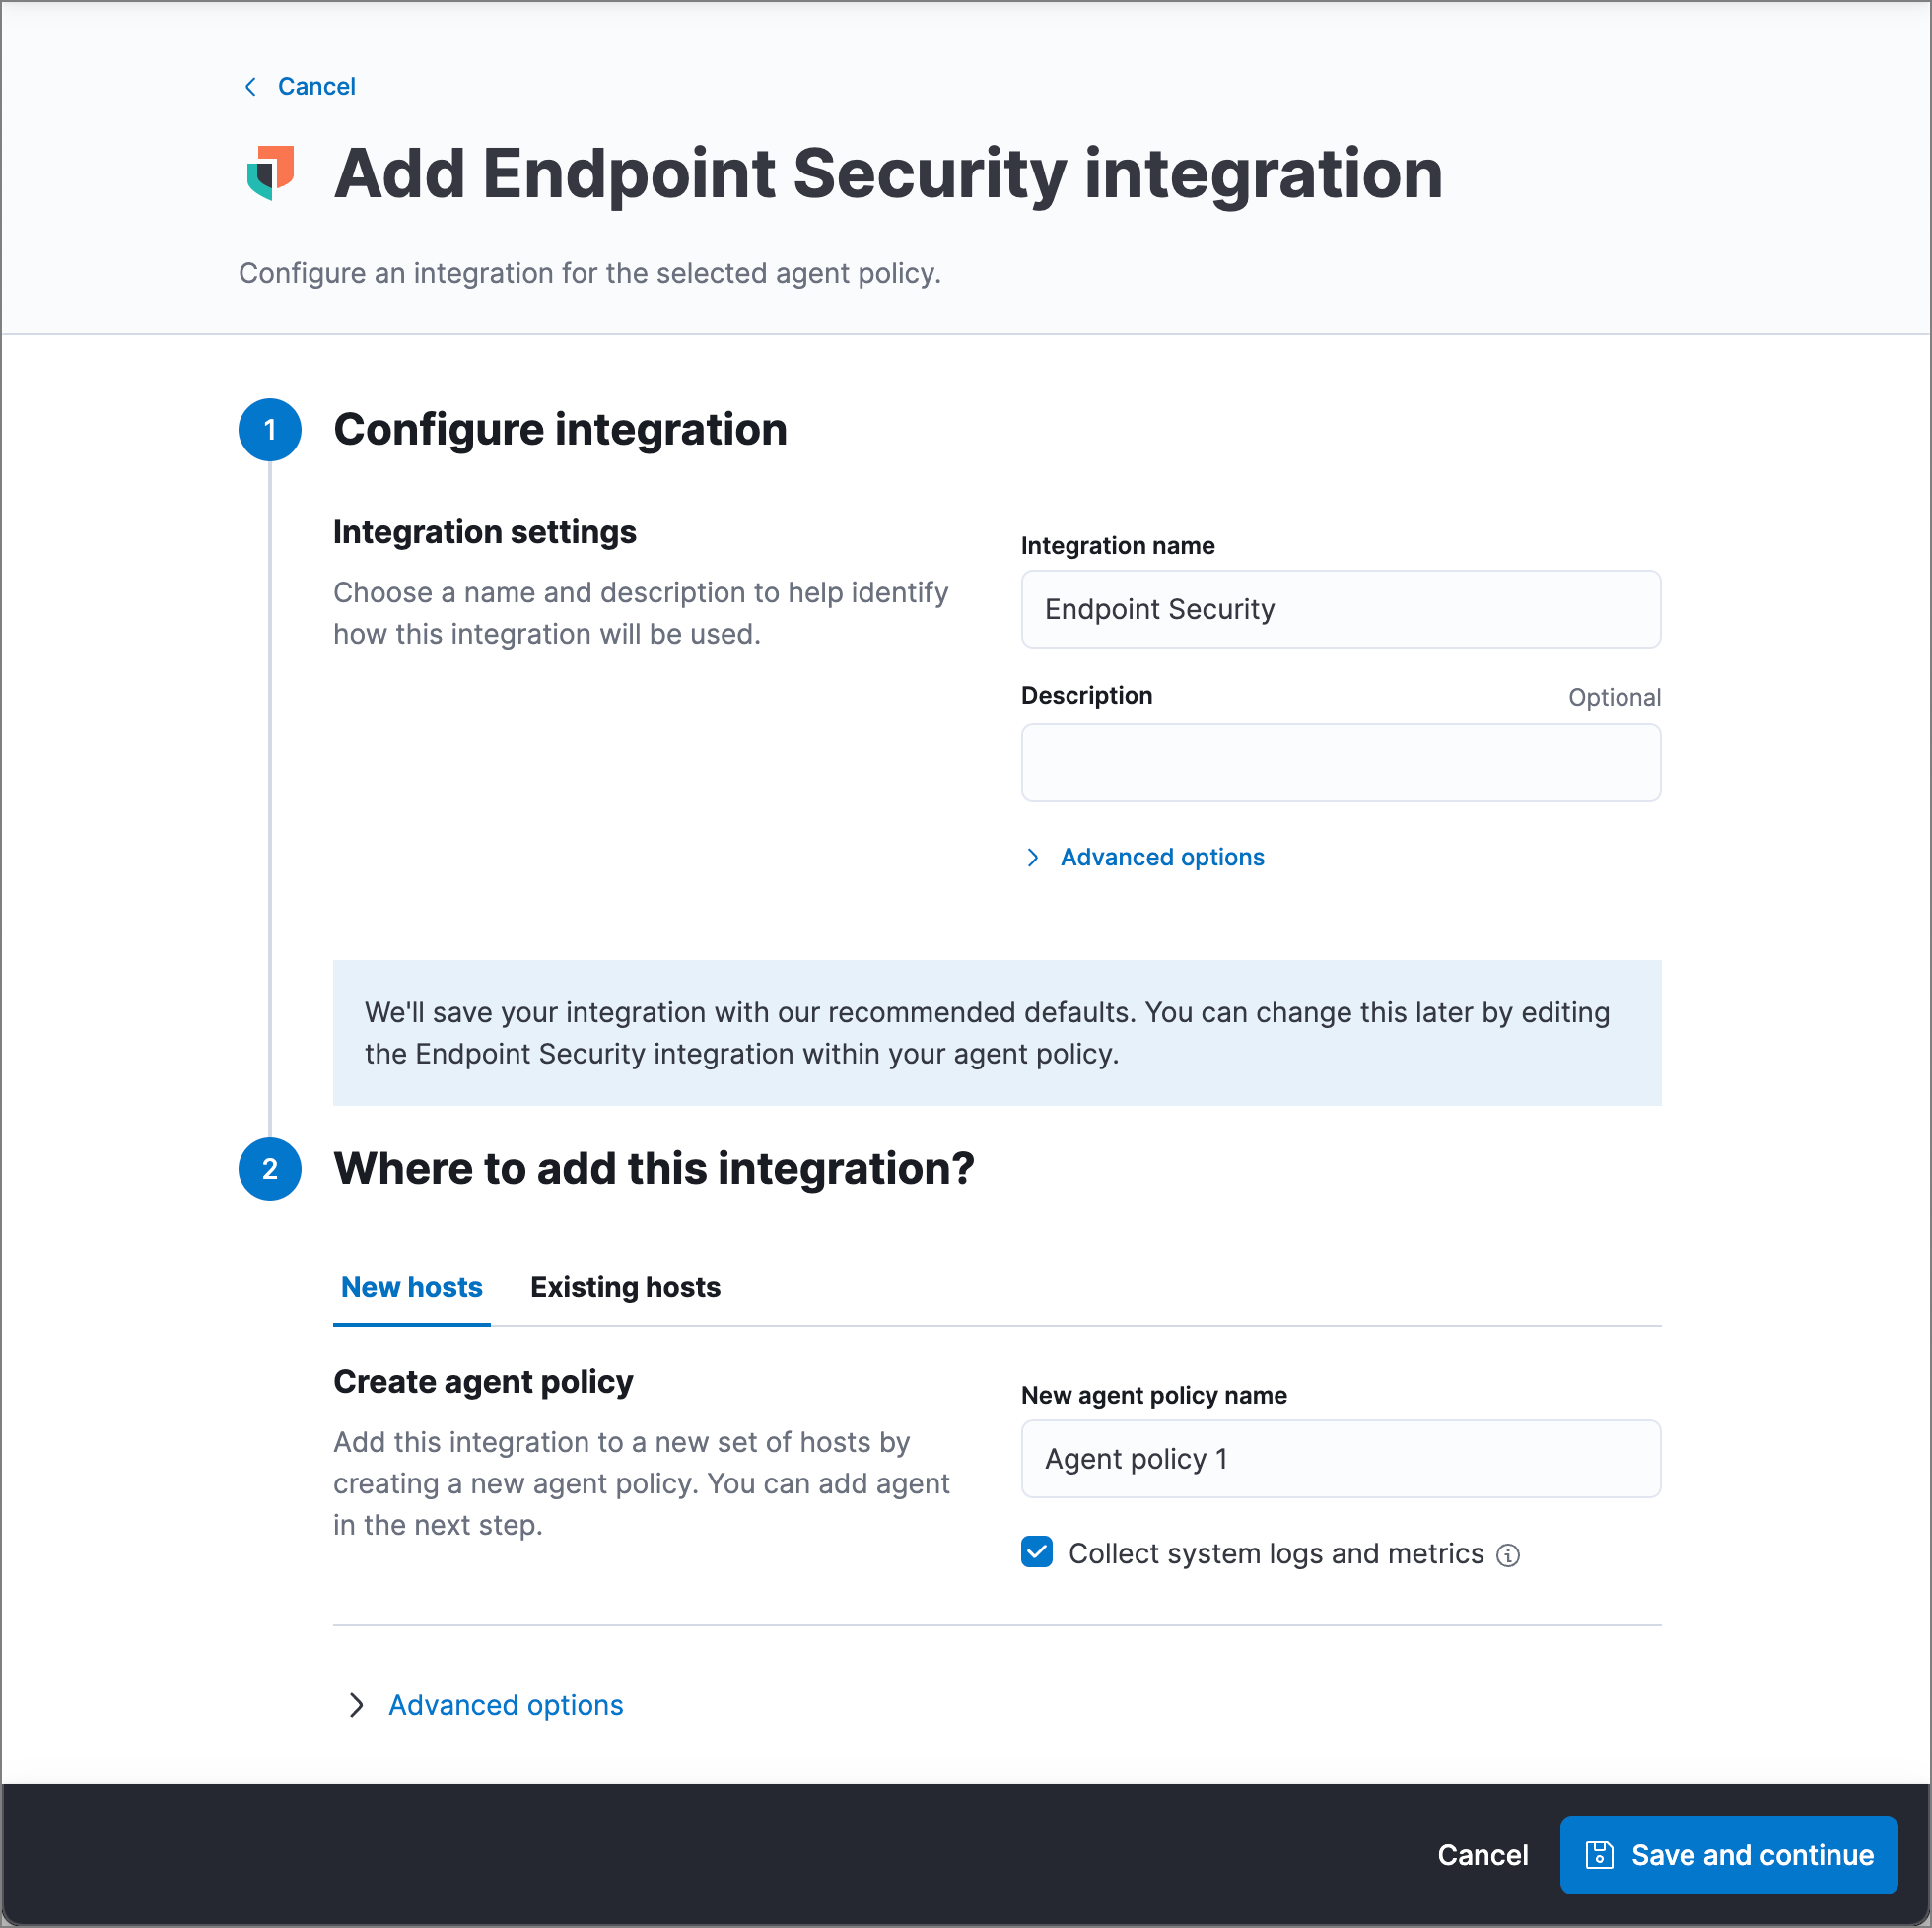 Cancel
Add Endpoint Security integration
Configure an integration for the selected agent policy.
1
Configure integration
Integration settings
Choose a name and description to help identify
how this integration will be used.
Integration name
Endpoint Security
Description
Optional
Advanced options
We'll save your integration with our recommended defaults. You can change this later by editing
the Endpoint Security integration within your agent policy.
2
Where to add this integration?
New hosts
Existing hosts
Create agent policy
Add this integration to a new set of hosts by
creating a new agent policy. You can add agent
in the next step.
New agent policy name
Agent policy 1
Collect system logs and metrics
Advanced options
Cancel
Save and continue